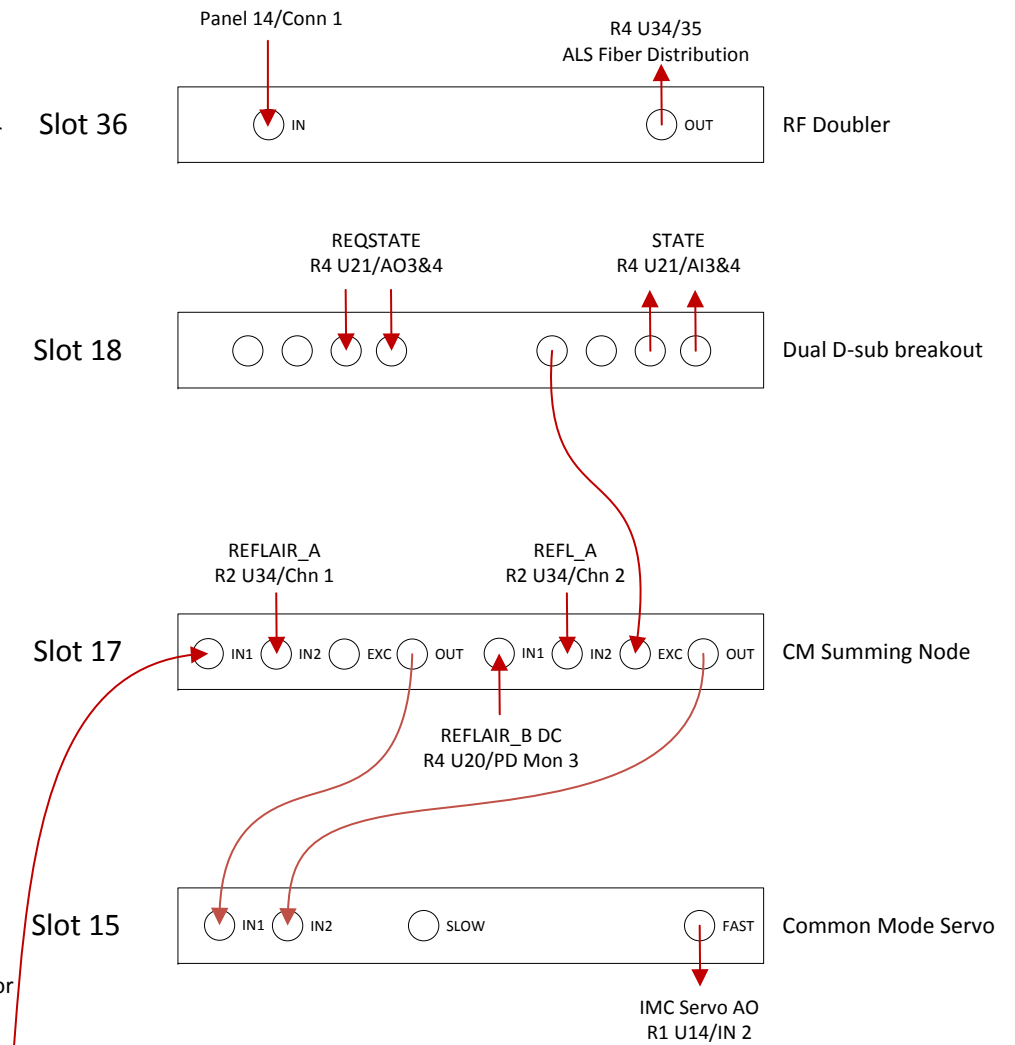 Panel 14/Conn 1
R4 U34/35
ALS Fiber Distribution
Slot 36
IN
OUT
RF Doubler
REQSTATE
R4 U21/AO3&4
STATE
R4 U21/AI3&4
Slot 18
Dual D-sub breakout
REFLAIR_A
R2 U34/Chn 1
REFL_A
R2 U34/Chn 2
Slot 17
IN1
IN2
EXC
OUT
IN1
IN2
EXC
OUT
CM Summing Node
REFLAIR_B DC
R4 U20/PD Mon 3
Slot 15
IN1
IN2
SLOW
FAST
Common Mode Servo
or
IMC Servo AO
R1 U14/IN 2